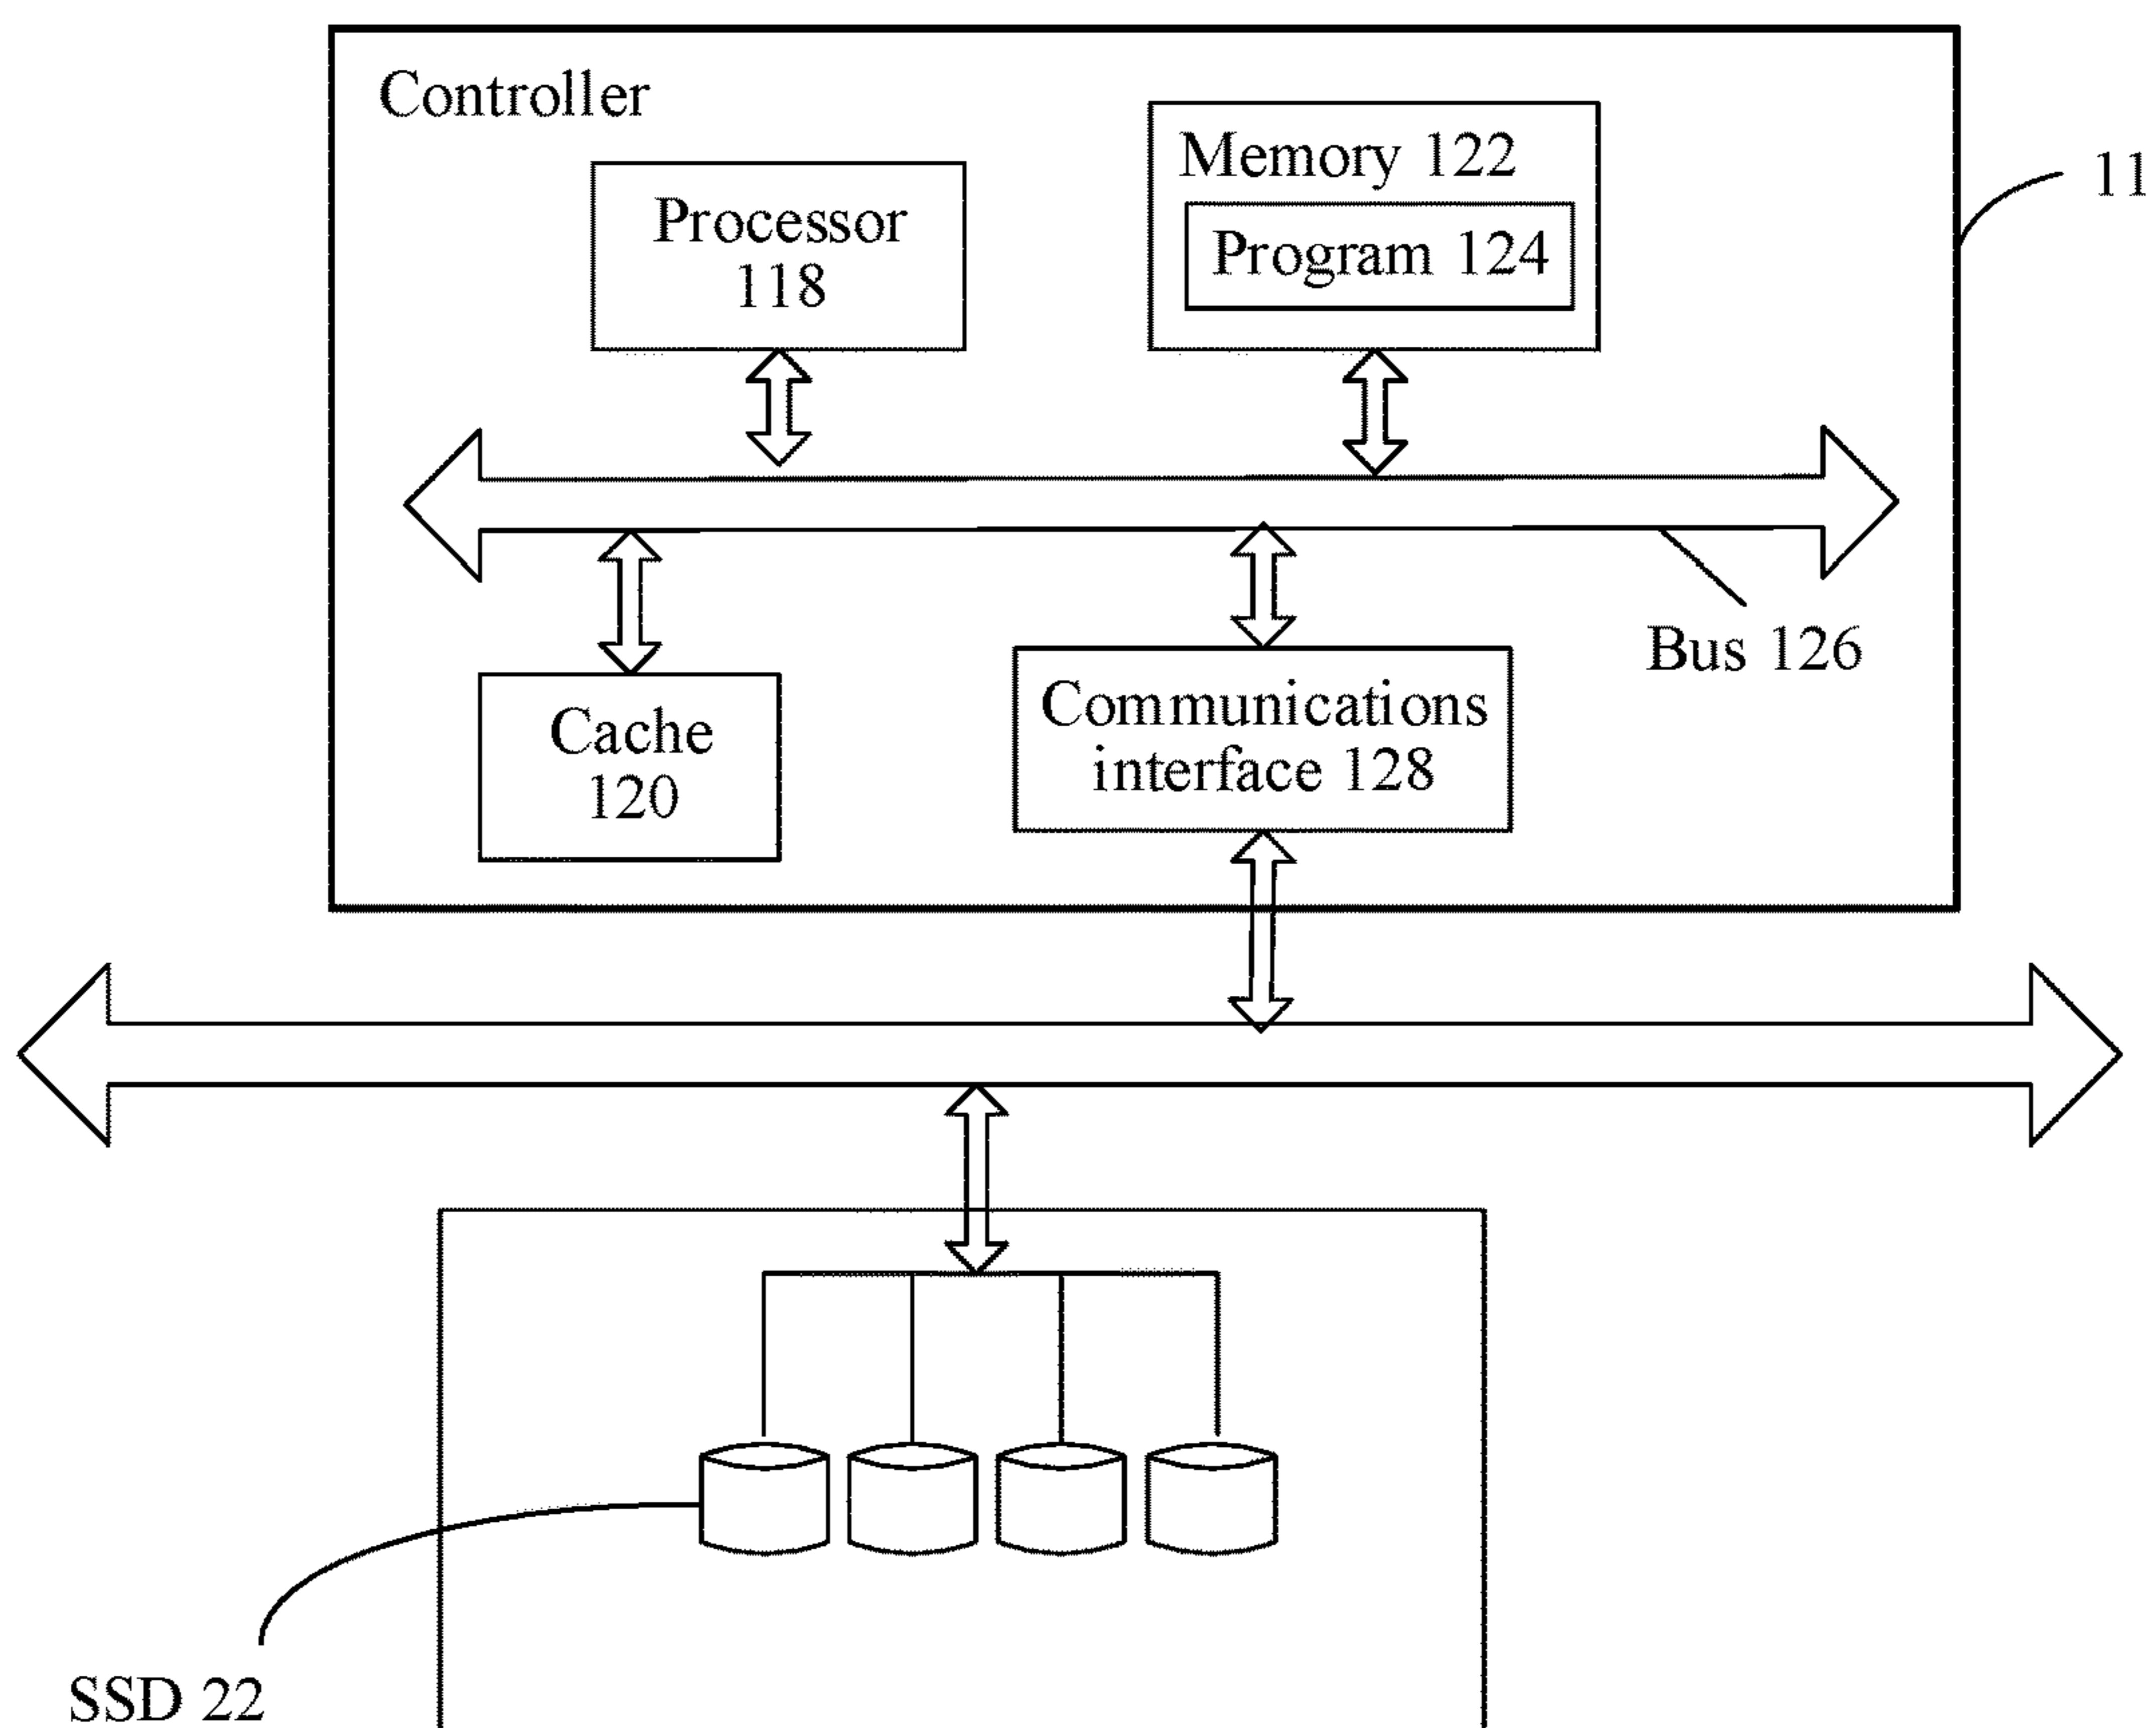 Controller
Processor
118
Memory 122
Program 124
11
Bus 126
Cache
120
Communications
interface 128
SSD 22